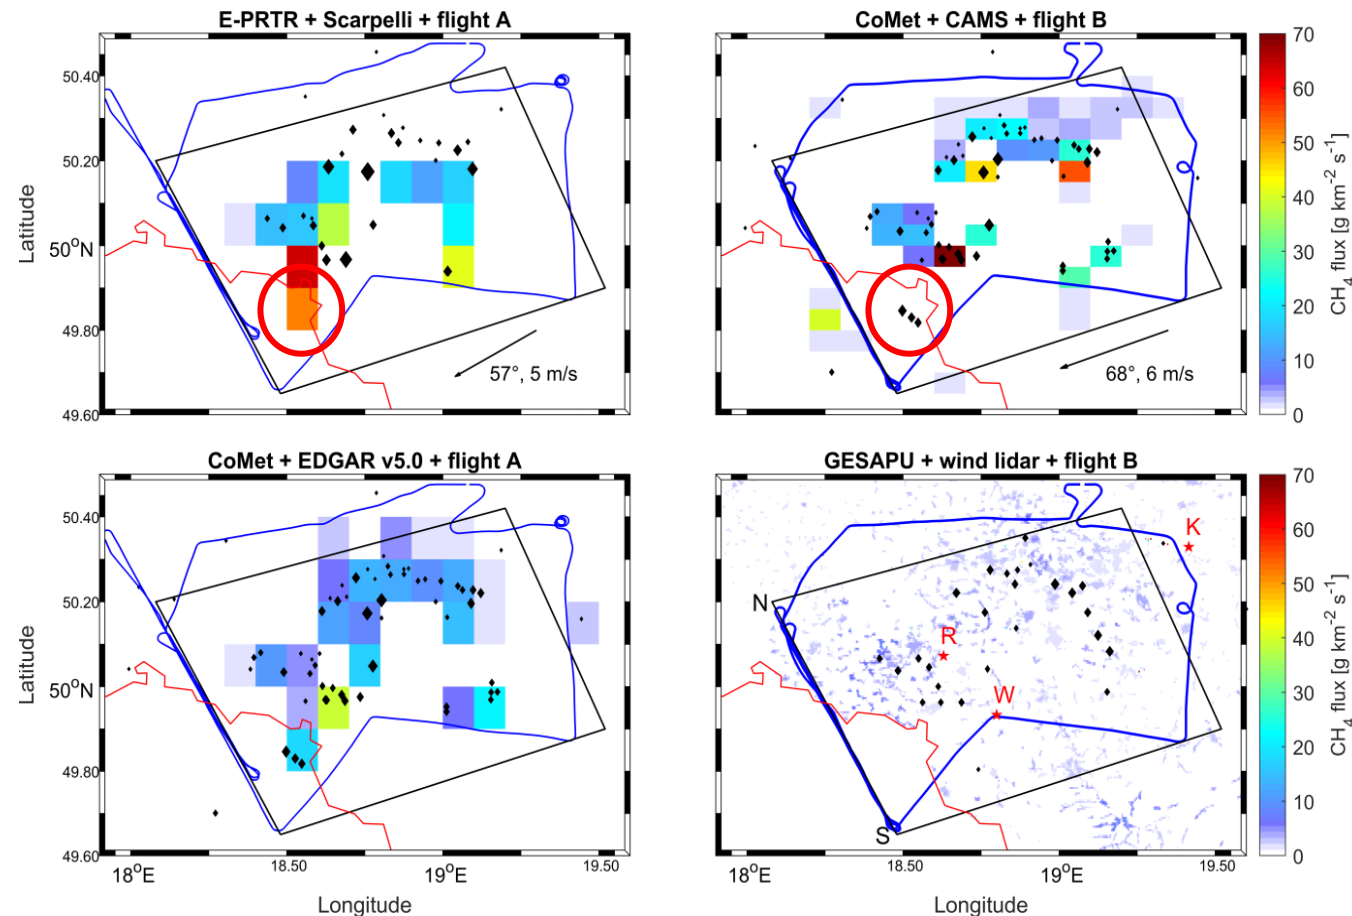 E-PRTR + Scarpelli + flight A
CoMet + CAMS + flight B
50.40
50.20
50°N
49.80
49.60
Latitude
57°, 5 m/s
68°, 6 m/s
70
60
50
40
30
20
10
0
CH4 flux [g km-2 s-1]
CoMet + EDGAR v5.0 + flight A
GESAPU + wind lidar + flight B
50.40
50.20
50°N
49.80
49.60
Latitude
18°E
18.50
19°E
19.50
Longitude
K
N
R
W
S
18°E
18.50
19°E
19.50
Longitude
70
60
50
40
30
20
10
0
CH4 flux [g km-2 s-1]